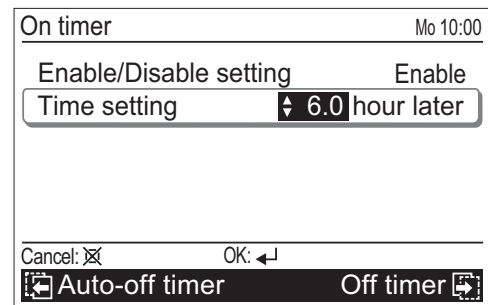 On timer Mo 10:00
Enable/Disable setting Enable
Time setting 6.0 hour later
Cancel: OK:
Auto-off timer Off timer